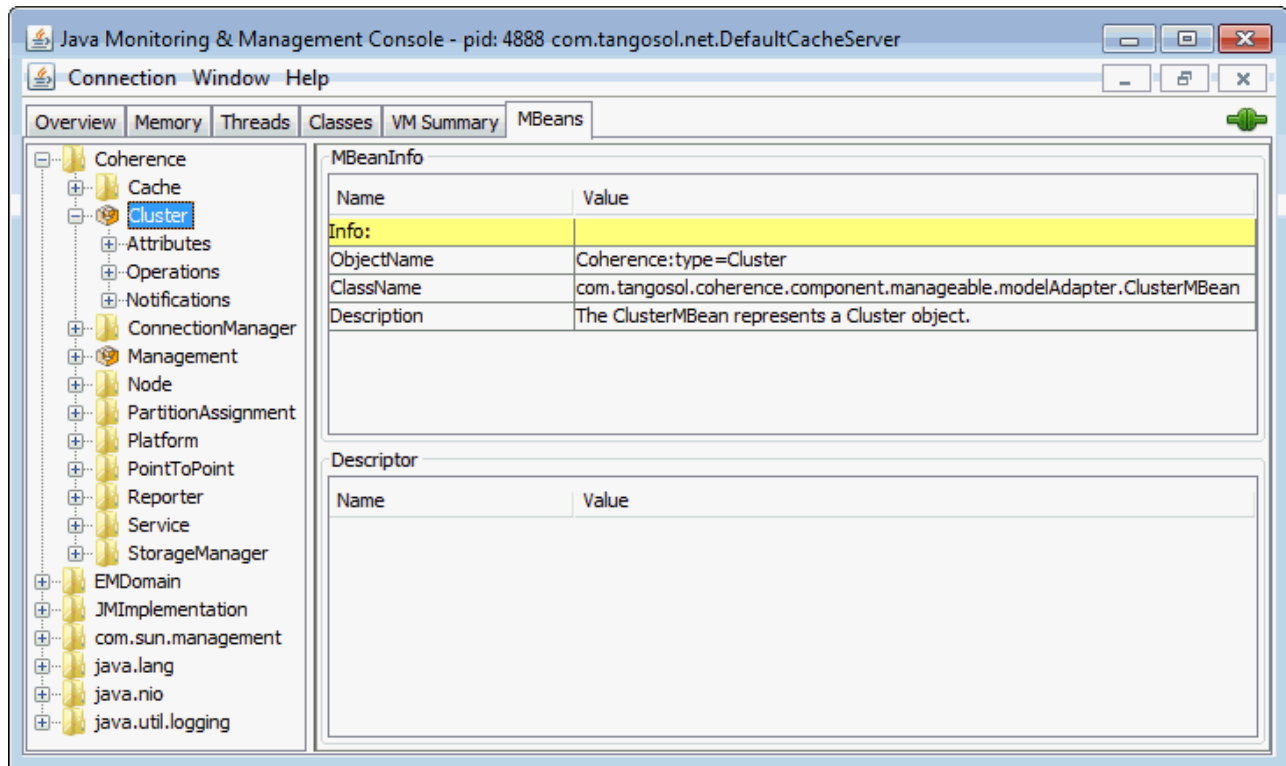 Java Monitoring & Management Console - pid: 4888 com.tangosol.net.DefaultCacheServer
Connection Window Help
Overview Memory Threads Classes VM Summary MBeans
Coherence
Cache
Cluster
Attributes
Operations
Notifications
ConnectionManager
Management
Node
PartitionAssignment
Platform
PointToPoint
Reporter
Service
StorageManager
EMDomain
JMImplementation
com.sun.management
java.lang
java.nio
java.util.logging
MBeanInfo
Name Value
Info:
ObjectName Coherence:type=Cluster
ClassName com.tangosol.coherence.component.manageable.modelAdapter.ClusterMBean
Description The ClusterMBean represents a Cluster object.
Descriptor
Name Value